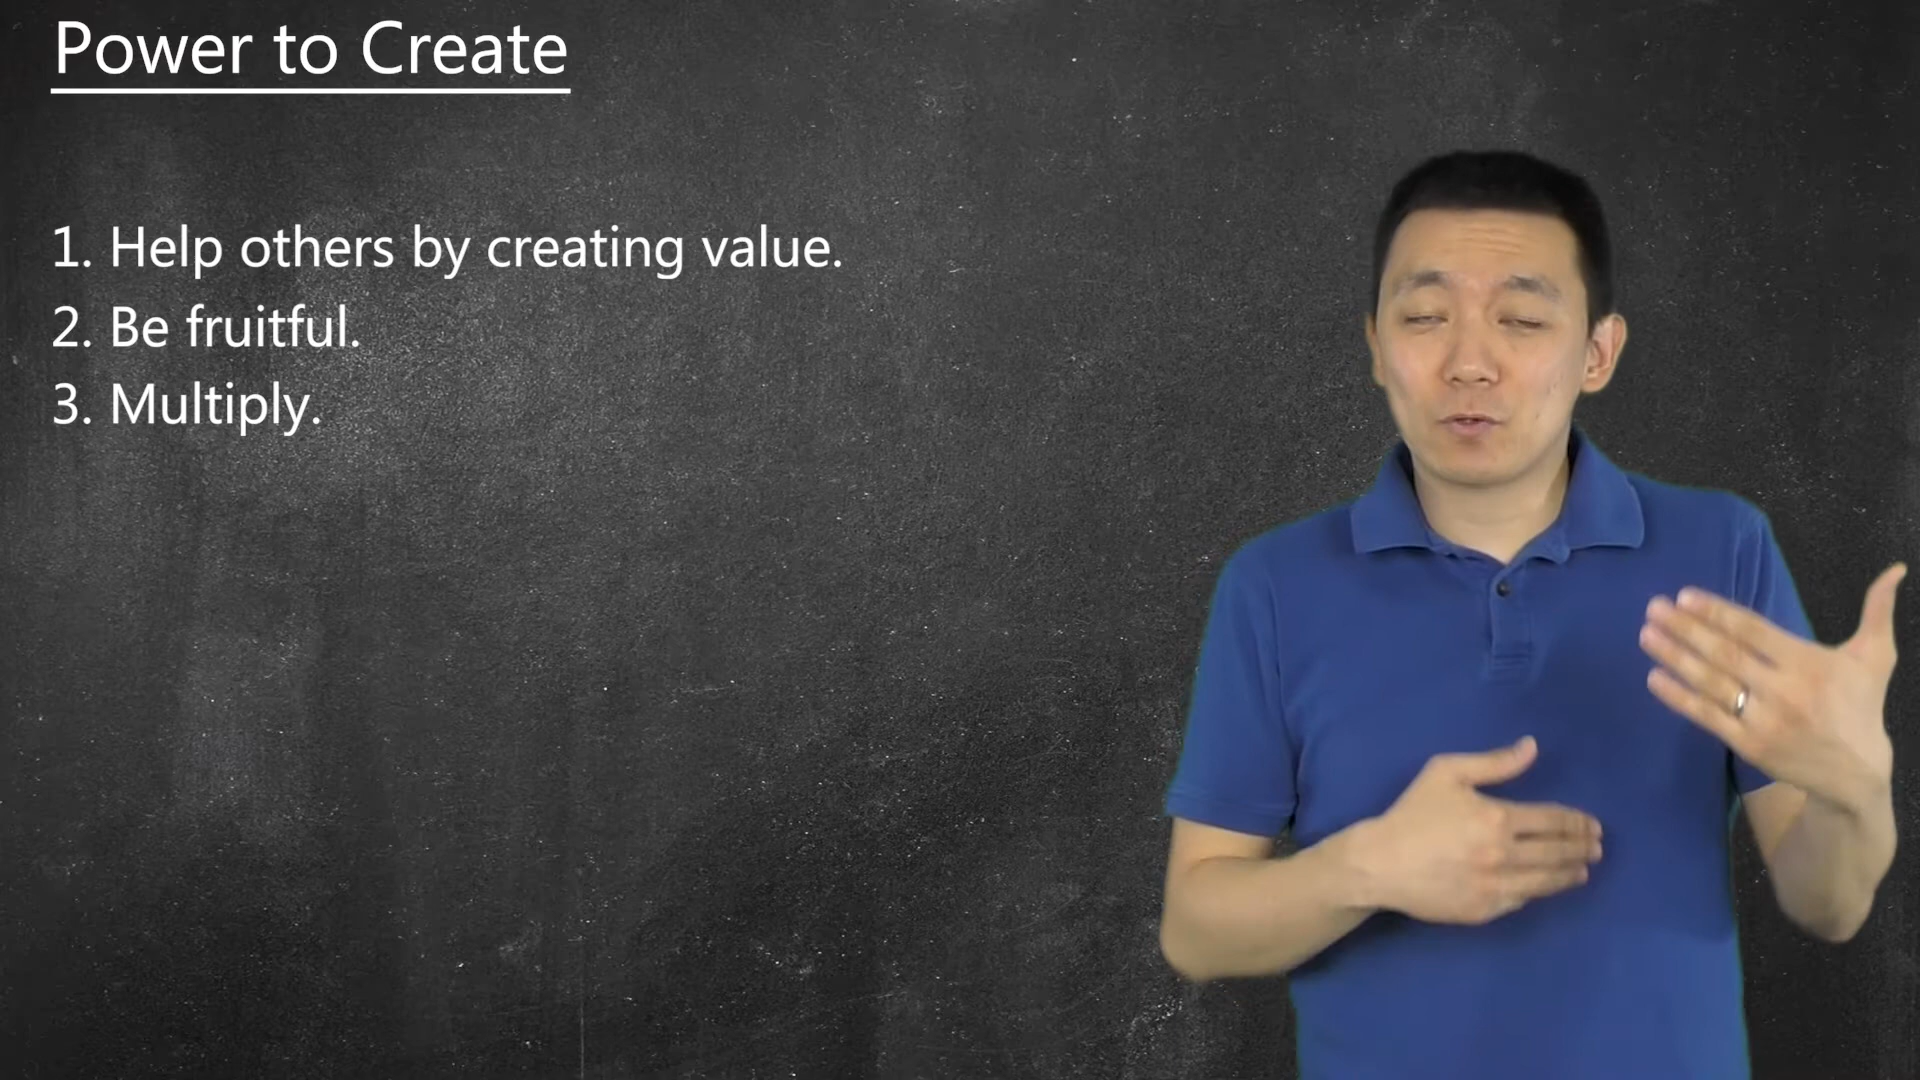 Power to Create
1. Help others by creating value.
2. Be fruitful.
3. Multiply.